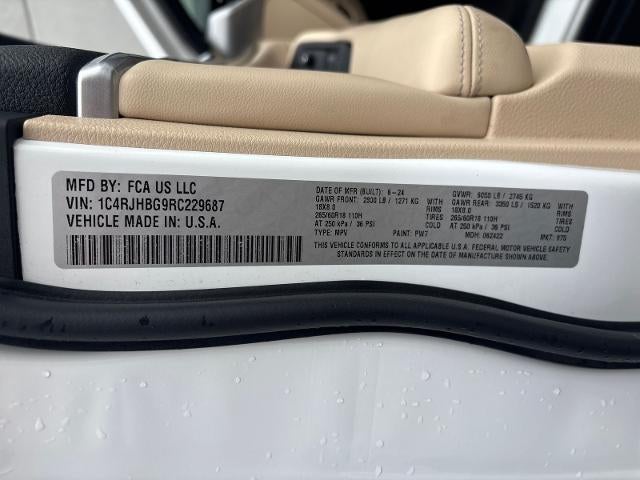 MFD BY: FCA US LLC
VIN: 1C4RJHBG9RC229687
VEHICLE MADE IN: U.S.A.
DATE OF MFR (BUILT): 6-24
GAWR FRONT: 2800 LB / 1271 KG WITH
18X8.0 RIMS
265/60R18 110H TIRES
AT 250 kPa / 36 PSI COLD
TYPE: MPV PAINT: PW7
GVWR: 6050 LB / 2745 KG
GAWR REAR: 3350 LB / 1520 KG WITH
18X8.0 RIMS
265/60R18 110H TIRES
AT 250 kPa / 36 PSI COLD
MDH: 062422 MKT: 97G
THIS VEHICLE CONFORMS TO ALL APPLICABLE U.S.A. FEDERAL MOTOR VEHICLE SAFETY
STANDARDS IN EFFECT ON THE DATE OF MANUFACTURE SHOWN ABOVE.